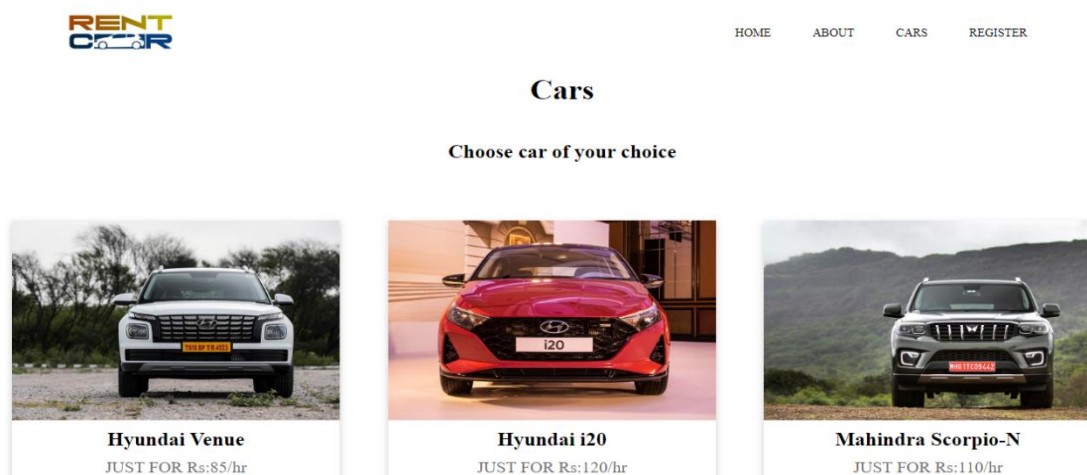 RENT
CAR
HOME ABOUT CARS REGISTER
Cars
Choose car of your choice
i20
Hyundai Venue
JUST FOR Rs:85/hr
Hyundai i20
JUST FOR Rs:120/hr
Mahindra Scorpio-N
JUST FOR Rs:110/hr